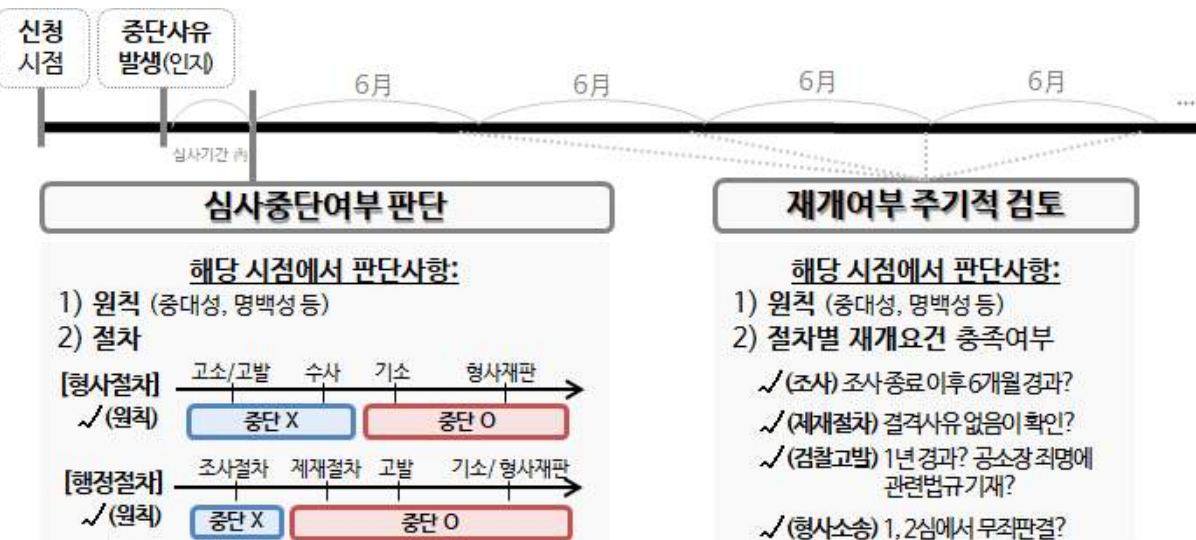 신청
시점
중단사유
발생(인지)
6月
6月
6月
6月
....
심사기간 內
심사중단여부 판단
해당 시점에서 판단사항:
1) 원칙 (중대성, 명백성 등)
2) 절차
[형사절차]
고소/고발 수사 기소 형사재판
✓(원칙)
중단 X 중단 O
[행정절차]
조사절차 제재절차 고발 기소/ 형사재판
✓(원칙)
중단 X 중단 O
재개여부 주기적 검토
해당 시점에서 판단사항:
1) 원칙 (중대성, 명백성 등)
2) 절차별 재개요건 충족여부
✓(조사) 조사 종료 이후 6개월 경과?
✓(제재절차) 결격사유 없음이 확인?
✓(검찰고발) 1년 경과? 공소장 죄명에
관련법규 기재?
✓(형사소송) 1, 2심에서 무죄판결?